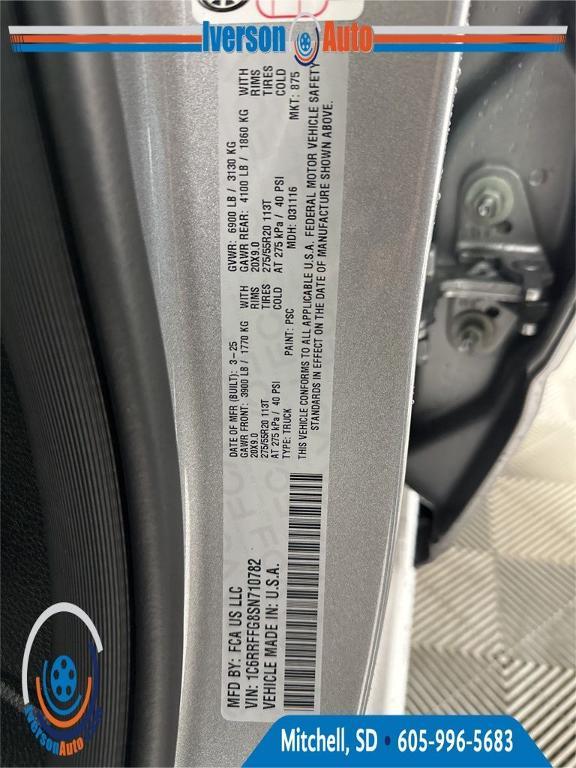 Iverson Auto
MFD BY: FCA US LLC
DATE OF MFR (BUILT): 3-25
GVWR: 6900 LB / 3130 KG
GAWR FRONT: 3900 LB / 1770 KG WITH
GAWR REAR: 4100 LB / 1860 KG WITH
20X9.0 RIMS
20X9.0 RIMS
275/55R20 113T TIRES
275/55R20 113T TIRES
AT 275 kPa / 40 PSI COLD
AT 275 kPa / 40 PSI COLD
TYPE: TRUCK
PAINT: PSC
MDH: 031116
MKT: 875
THIS VEHICLE CONFORMS TO ALL APPLICABLE U.S.A. FEDERAL MOTOR VEHICLE SAFETY
STANDARDS IN EFFECT ON THE DATE OF MANUFACTURE SHOWN ABOVE.
VIN: 1C6RRFFG8SN710782
VEHICLE MADE IN: U.S.A.
Iverson Auto
Mitchell, SD • 605-996-5683